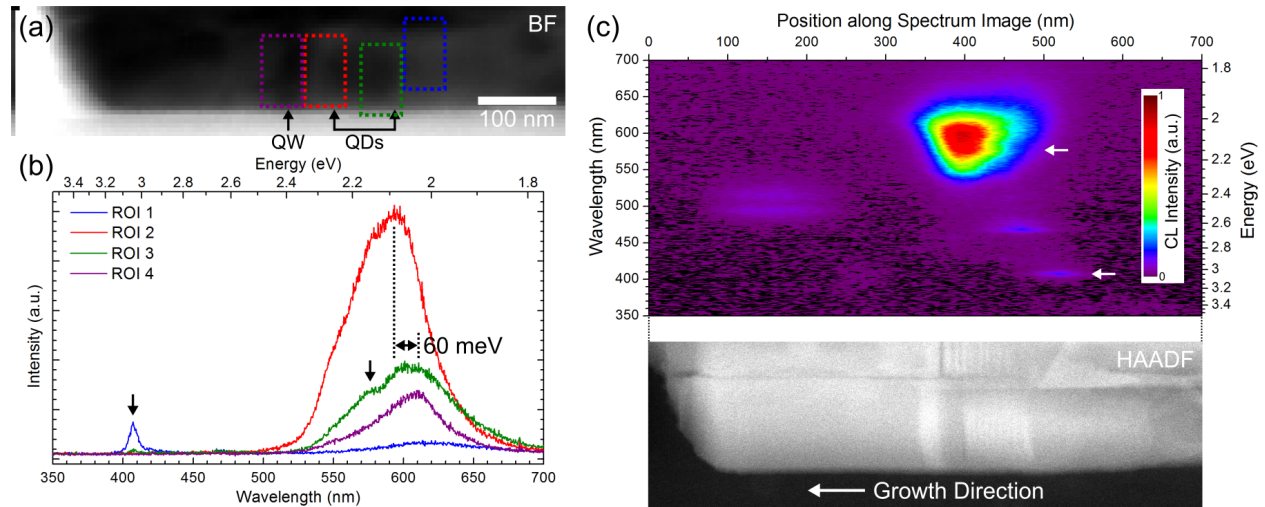 (a)
BF
100 nm
QW
QDs
(b)
Energy (eV)
3.4 3.2 3 2.8 2.6 2.4 2.2 2 1.8
ROI 1
ROI 2
ROI 3
ROI 4
60 meV
Intensity (a.u.)
350 400 450 500 550 600 650 700
Wavelength (nm)
(c)
Position along Spectrum Image (nm)
0 100 200 300 400 500 600 700
Wavelength (nm)
700
650
600
550
500
450
400
350
1
CL Intensity (a.u.)
0
1.8
2
2.2
2.4
2.6
2.8
3
3.2
3.4
Energy (eV)
HAADF
Growth Direction